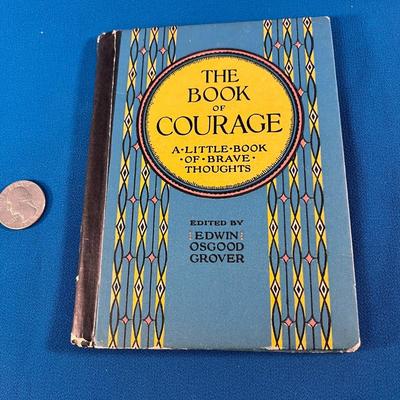 THE
BOOK
OF
COURAGE
A·LITTLE·BOOK
·OF·BRAVE·
THOUGHTS
EDITED BY
EDWIN
OSGOOD
GROVER